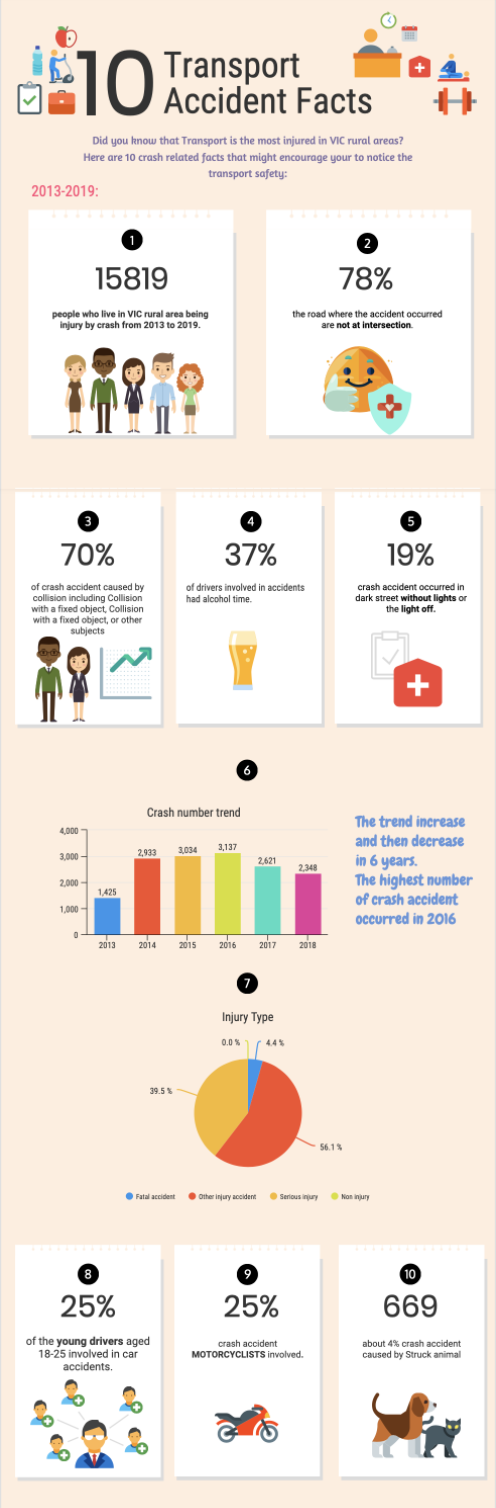 10 Transport
Accident Facts
Did you know that Transport is the most injured in VIC rural areas?
Here are 10 crash related facts that might encourage your to notice the
transport safety:
2013-2019:
1
15819
people who live in VIC rural area being
injury by crash from 2013 to 2019.
2
78%
the road where the accident occurred
are not at intersection.
3
70%
of crash accident caused by
collision including Collision
with a fixed object, Collision
with a fixed object, or other
subjects
4
37%
of drivers involved in accidents
had alcohol time.
5
19%
crash accident occurred in
dark street without lights or
the light off.
6
Crash number trend
4,000
3,000
2,000
1,000
0
1,425
2,933
3,034
3,137
2,621
2,348
2013
2014
2015
2016
2017
2018
The trend increase
and then decrease
in 6 years.
The highest number
of crash accident
occurred in 2016
7
Injury Type
0.0 %
4.4 %
39.5 %
56.1 %
Fatal accident
Other injury accident
Serious injury
Non injury
8
25%
of the young drivers aged
18-25 involved in car
accidents.
9
25%
crash accident
MOTORCYCLISTS involved.
10
669
about 4% crash accident
caused by Struck animal